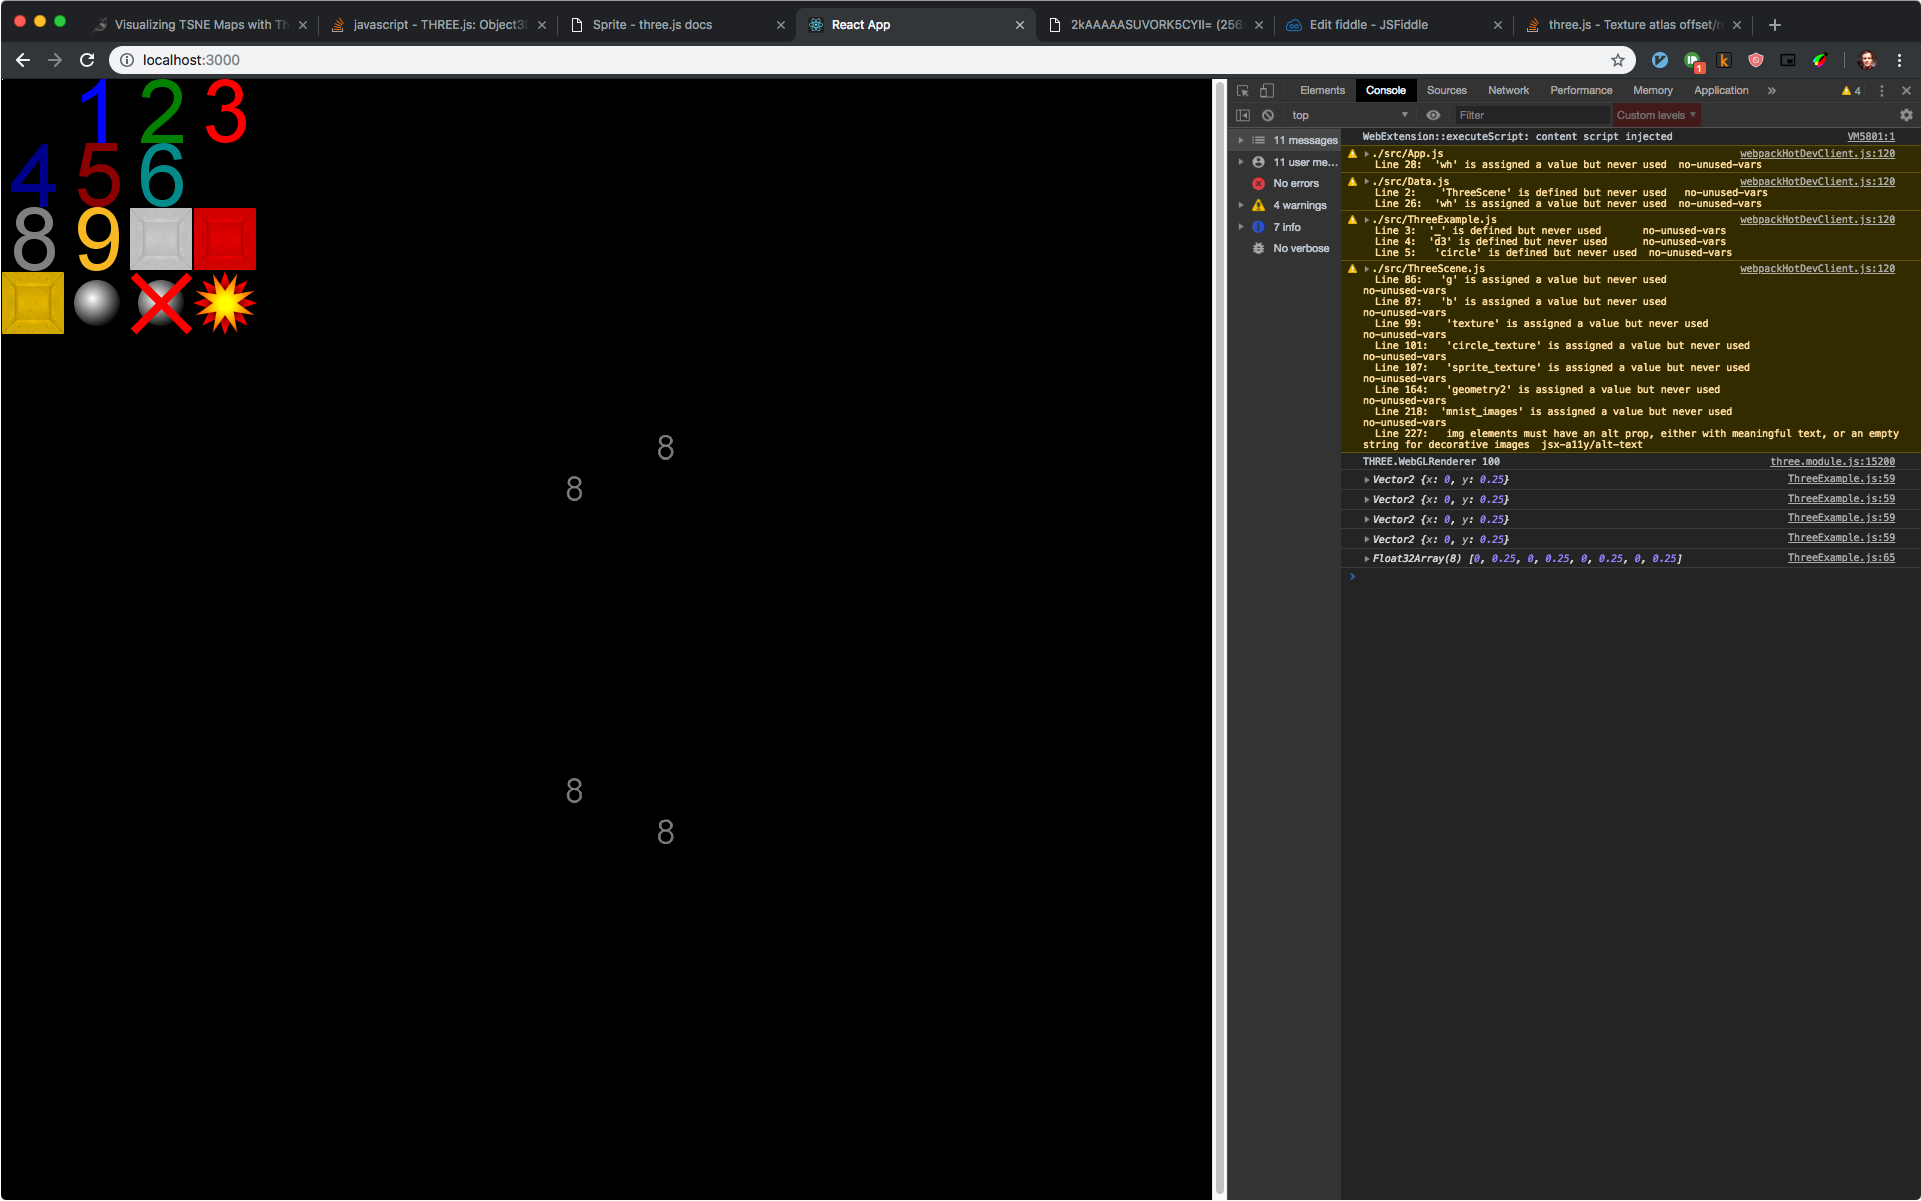 Visualizing TSNE Maps with Th
javascript - THREE.js: Object3
Sprite - three.js docs
React App
2kAAAAASUVORK5CYII= (256
Edit fiddle - JSFiddle
three.js - Texture atlas offset/r
localhost:3000
1
k
1 2 3
4 5 6
8 9
8
8
8
8
Elements Console Sources Network Performance Memory Application » 4
top Filter Custom levels
11 messages
11 user me...
No errors
4 warnings
7 info
No verbose
WebExtension::executeScript: content script injected VM5801:1
./src/App.js webpackHotDevClient.js:120
Line 28: 'wh' is assigned a value but never used no-unused-vars
./src/Data.js webpackHotDevClient.js:120
Line 2: 'ThreeScene' is defined but never used no-unused-vars
Line 26: 'wh' is assigned a value but never used no-unused-vars
./src/ThreeExample.js webpackHotDevClient.js:120
Line 3: '_' is defined but never used no-unused-vars
Line 4: 'd3' is defined but never used no-unused-vars
Line 5: 'circle' is defined but never used no-unused-vars
./src/ThreeScene.js webpackHotDevClient.js:120
Line 86: 'g' is assigned a value but never used
no-unused-vars
Line 87: 'b' is assigned a value but never used
no-unused-vars
Line 99: 'texture' is assigned a value but never used
no-unused-vars
Line 101: 'circle_texture' is assigned a value but never used
no-unused-vars
Line 107: 'sprite_texture' is assigned a value but never used
no-unused-vars
Line 164: 'geometry2' is assigned a value but never used
no-unused-vars
Line 218: 'mnist_images' is assigned a value but never used
no-unused-vars
Line 227: img elements must have an alt prop, either with meaningful text, or an empty
string for decorative images jsx-a11y/alt-text
THREE.WebGLRenderer 100 three.module.js:15200
Vector2 {x: 0, y: 0.25} ThreeExample.js:59
Vector2 {x: 0, y: 0.25} ThreeExample.js:59
Vector2 {x: 0, y: 0.25} ThreeExample.js:59
Vector2 {x: 0, y: 0.25} ThreeExample.js:59
Float32Array(8) [0, 0.25, 0, 0.25, 0, 0.25, 0, 0.25] ThreeExample.js:65